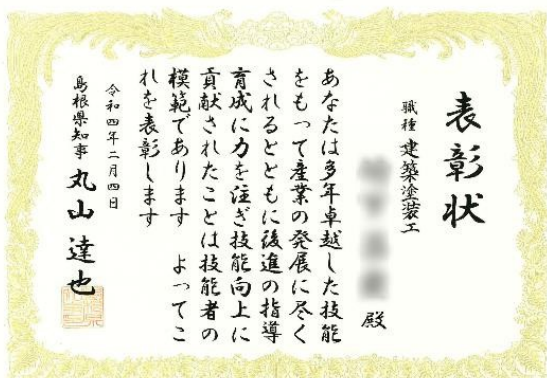 表彰状
職種 建築塗装工
殿
あなたは多年卓越した技能
をもって産業の発展に尽く
されるとともに後進の指導
育成に力を注ぎ技能向上に
貢献されたことは技能者の
模範であります よってこ
れを表彰します
令和四年二月四日
島根県知事 丸山達也